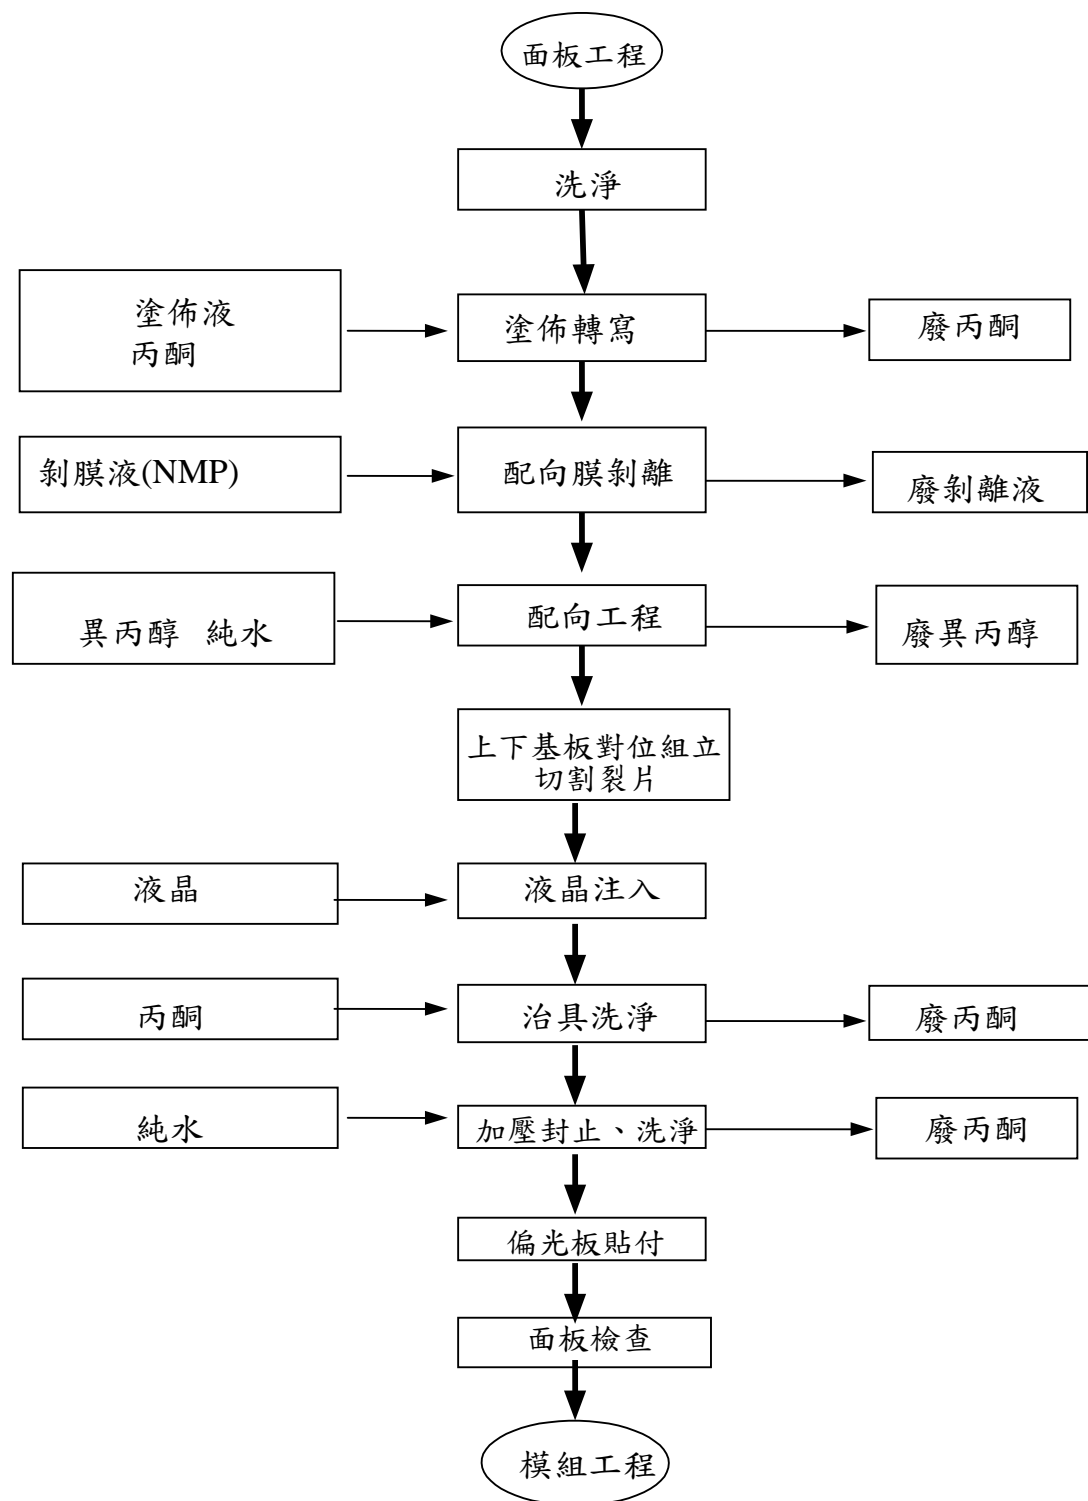 面板工程
洗淨
塗佈液
丙酮
塗佈轉寫
廢丙酮
剝膜液(NMP)
配向膜剝離
廢剝離液
異丙醇 純水
配向工程
廢異丙醇
上下基板對位組立
切割裂片
液晶
液晶注入
丙酮
治具洗淨
廢丙酮
純水
加壓封止、洗淨
廢丙酮
偏光板貼付
面板檢查
模組工程